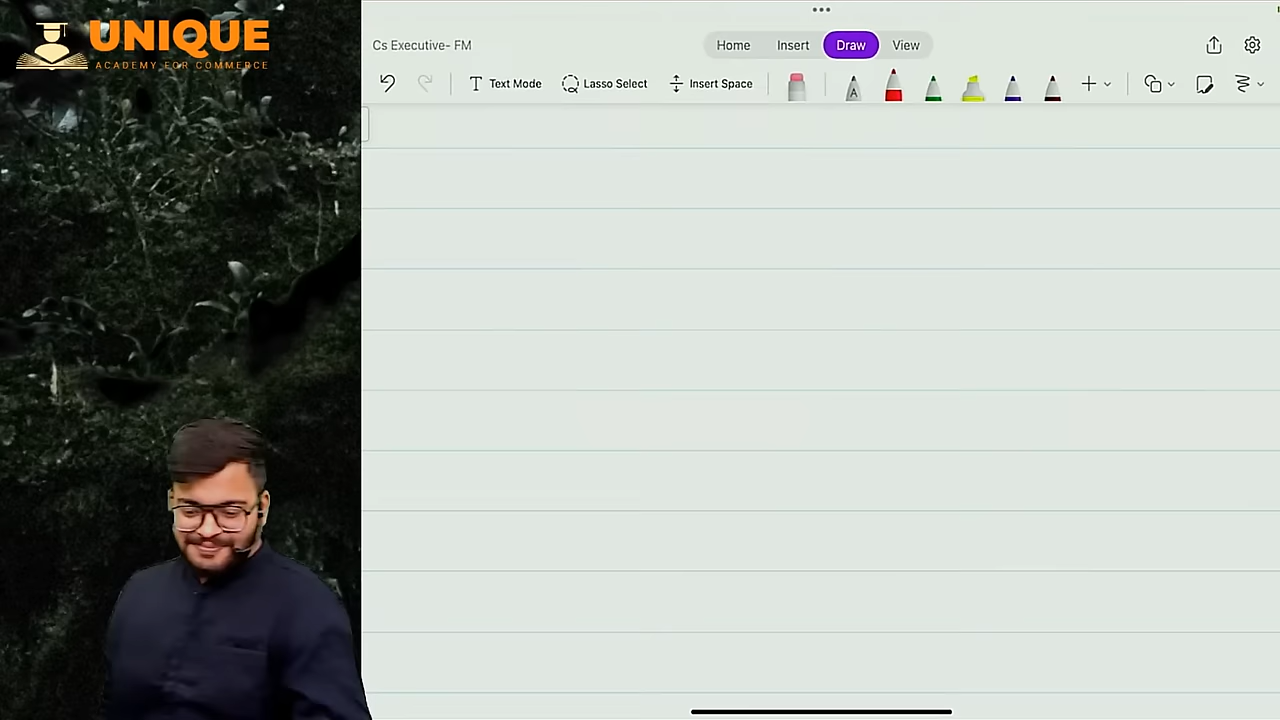 UNIQUE
ACADEMY FOR COMMERCE
Cs Executive- FM
Home Insert Draw View
Text Mode Lasso Select Insert Space
A